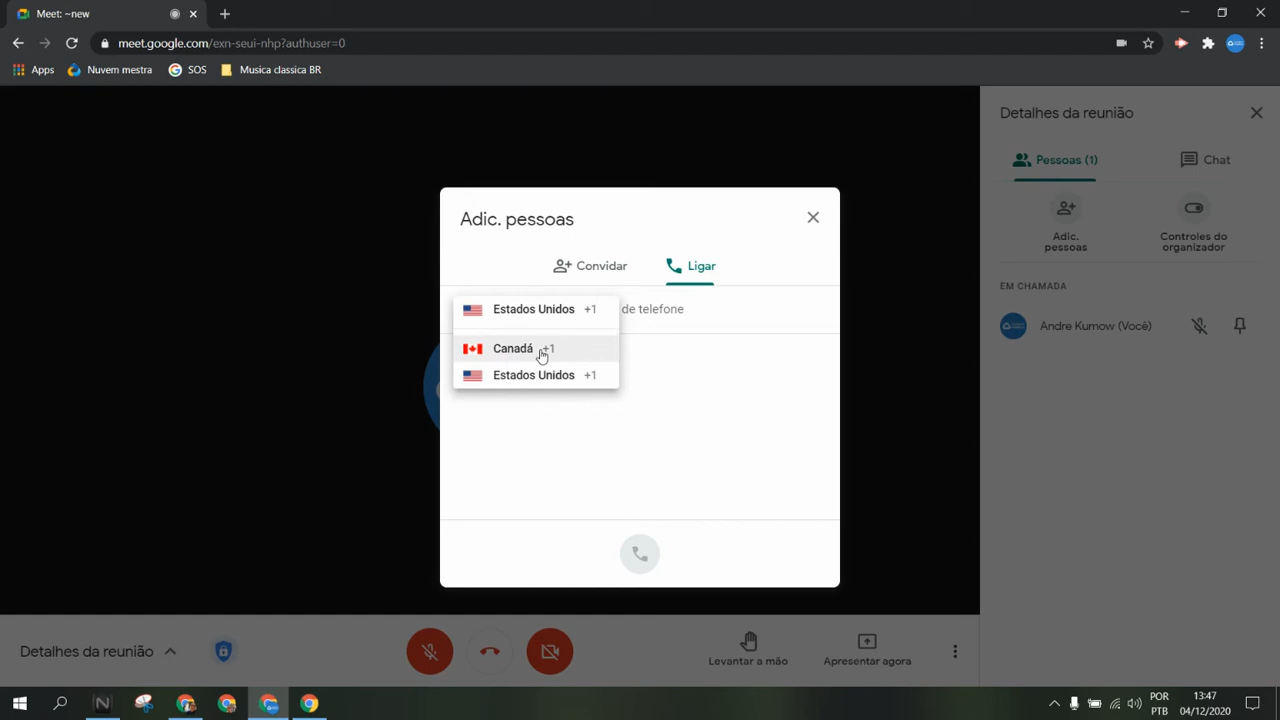 Meet: ~new
meet.google.com/exn-seui-nhp?authuser=0
Apps
Nuvem mestra
SOS
Musica classica BR
Detalhes da reunião
Pessoas (1)
Chat
Adic. pessoas
Convidar
Ligar
Adic.
pessoas
Controles do
organizador
EM CHAMADA
Andre Kurnow (Você)
Estados Unidos +1
de telefone
Canadá +1
Estados Unidos +1
Detalhes da reunião
Levantar a mão
Apresentar agora
POR
PTB
13:47
04/12/2020